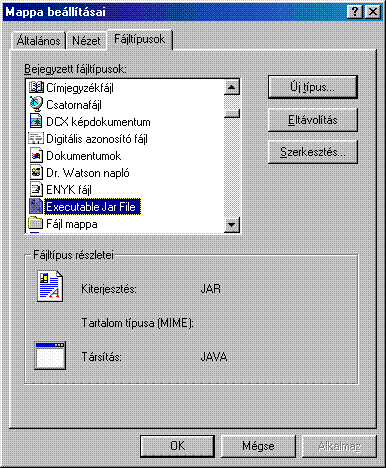 Mappa beállításai
Általános
Nézet
Fájltípusok
Bejegyzett fájltípusok:
Címjegyzékfájl
Csatornafájl
DCX képdokumentum
Digitális azonosító fájl
Dokumentumok
Dr. Watson napló
ENYK fájl
Executable Jar File
Fájl mappa
Új típus...
Eltávolítás
Szerkesztés...
Fájltípus részletei
Kiterjesztés: JAR
Tartalom típusa (MIME):
Társítás: JAVA
OK
Mégse
Alkalmaz